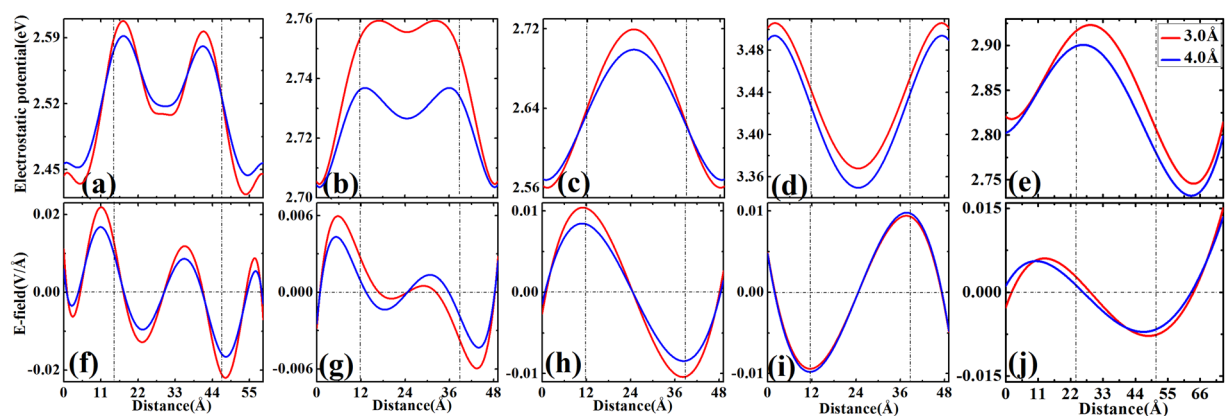 Electrostatic potential(eV)
2.59
2.52
2.45
(a)
2.76
2.74
2.72
2.70
(b)
2.72
2.64
2.56
(c)
3.48
3.44
3.40
3.36
(d)
2.90
2.85
2.80
2.75
(e)
3.0Å
4.0Å
E-field(V/Å)
0.02
0.00
-0.02
(f)
0 11 22 33 44 55
Distance(Å)
0.006
0.000
-0.006
(g)
0 12 24 36 48
Distance(Å)
0.01
0.00
-0.01
(h)
0 12 24 36 48
Distance(Å)
0.01
0.00
-0.01
(i)
0 12 24 36 48
Distance(Å)
0.015
0.000
-0.015
(j)
0 11 22 33 44 55 66
Distance(Å)